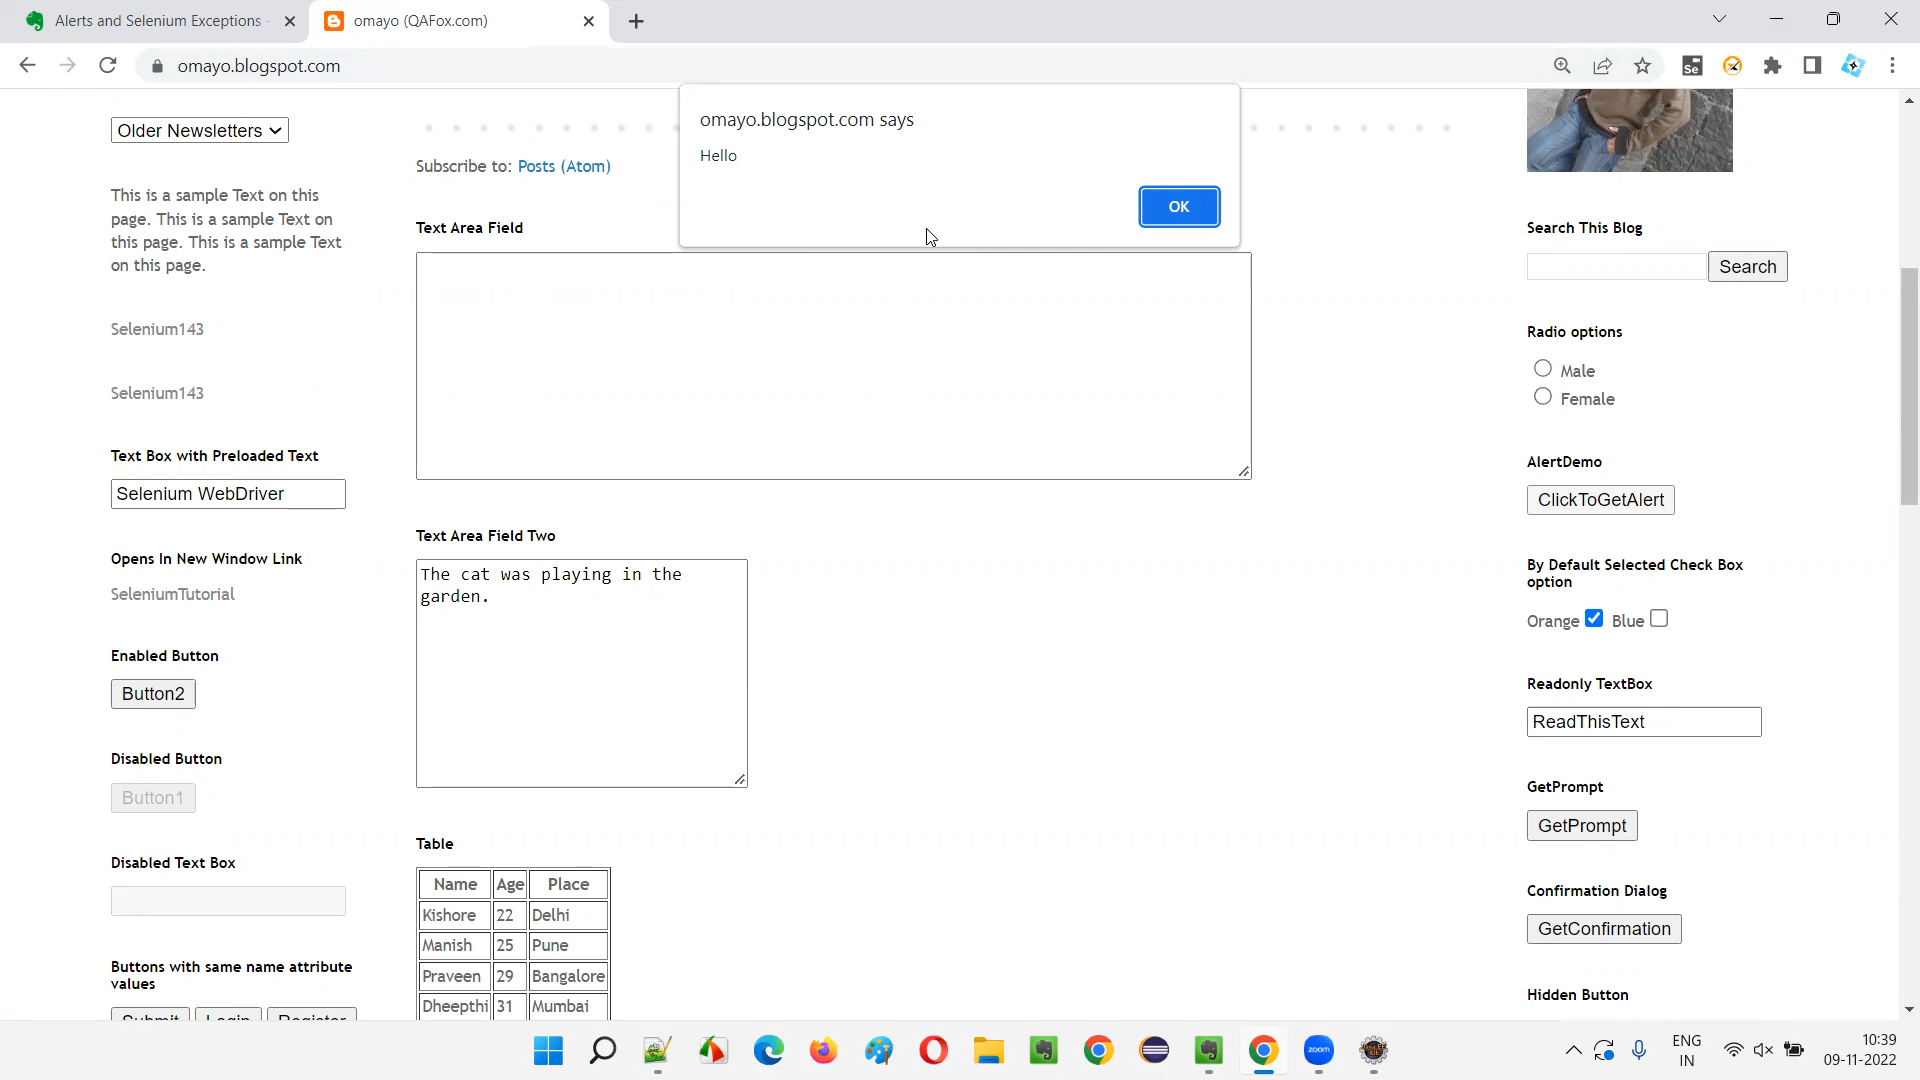 Alerts and Selenium Exceptions -
omayo (QAFox.com)
omayo.blogspot.com
omayo.blogspot.com says
Hello
OK
Older Newsletters
This is a sample Text on this
page. This is a sample Text on
this page. This is a sample Text
on this page.
Selenium143
Selenium143
Text Box with Preloaded Text
Selenium WebDriver
Opens In New Window Link
SeleniumTutorial
Enabled Button
Button2
Disabled Button
Button1
Disabled Text Box
Buttons with same name attribute
values
Submit Login Register
Subscribe to: Posts (Atom)
Text Area Field
Text Area Field Two
The cat was playing in the
garden.
Table
Name Age Place
Kishore 22 Delhi
Manish 25 Pune
Praveen 29 Bangalore
Dheepthi 31 Mumbai
Search This Blog
Search
Radio options
Male
Female
AlertDemo
ClickToGetAlert
By Default Selected Check Box
option
Orange Blue
Readonly TextBox
ReadThisText
GetPrompt
GetPrompt
Confirmation Dialog
GetConfirmation
Hidden Button
Se
zoom
ENG
IN
10:39
09-11-2022